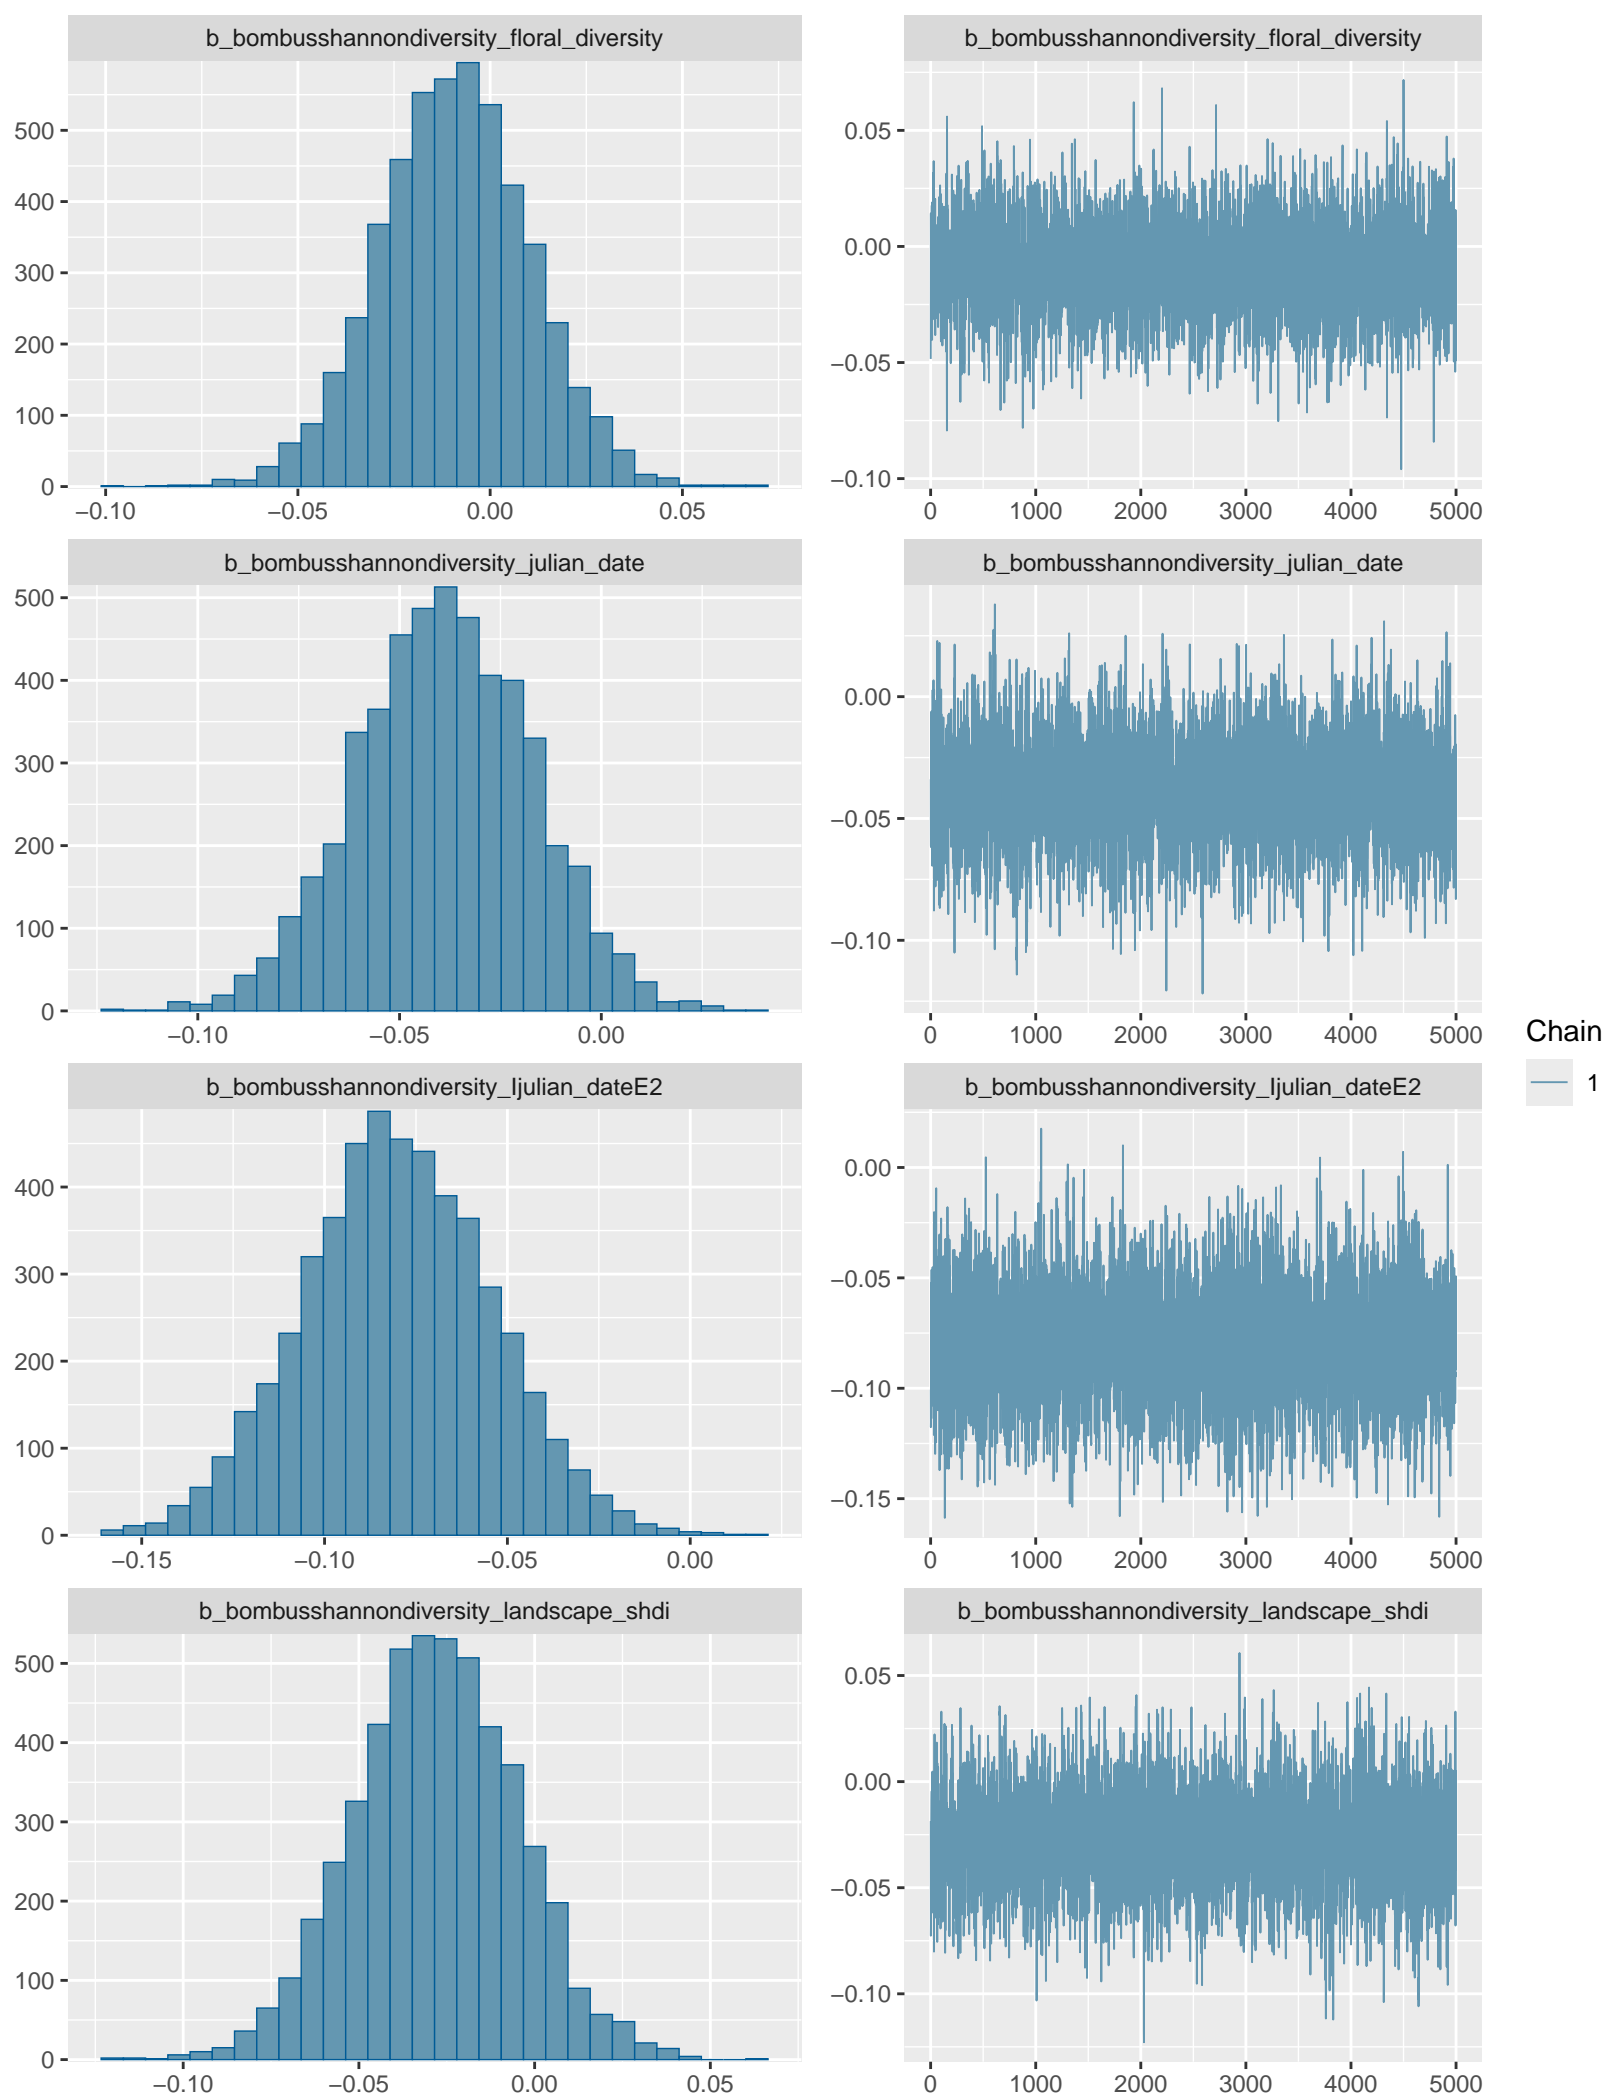 b_bombusshannondiversity_floral_diversity
b_bombusshannondiversity_floral_diversity
500
400
300
200
100
0
−0.10 −0.05 0.00 0.05
0.05
0.00
−0.05
−0.10
0 1000 2000 3000 4000 5000
b_bombusshannondiversity_julian_date
b_bombusshannondiversity_julian_date
500
400
300
200
100
0
−0.10 −0.05 0.00
0.00
−0.05
−0.10
0 1000 2000 3000 4000 5000
Chain
1
b_bombusshannondiversity_Ijulian_dateE2
b_bombusshannondiversity_Ijulian_dateE2
400
300
200
100
0
−0.15 −0.10 −0.05 0.00
0.00
−0.05
−0.10
−0.15
0 1000 2000 3000 4000 5000
b_bombusshannondiversity_landscape_shdi
b_bombusshannondiversity_landscape_shdi
500
400
300
200
100
0
−0.10 −0.05 0.00 0.05
0.05
0.00
−0.05
−0.10
0 1000 2000 3000 4000 5000